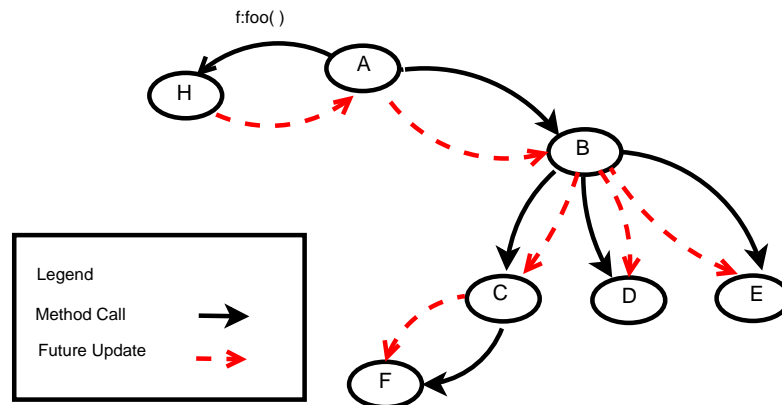 f:foo( )
A
H
B
C
D
E
F
Legend
Method Call
Future Update